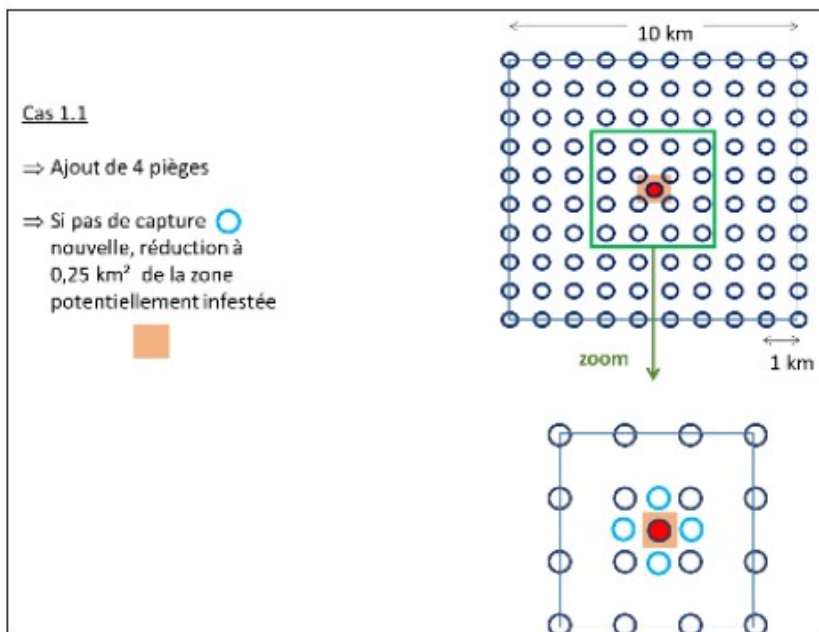 10 km
Cas 1.1
⇒ Ajout de 4 pièges
⇒ Si pas de capture
nouvelle, réduction à
0,25 km² de la zone
potentiellement infestée
zoom
1 km